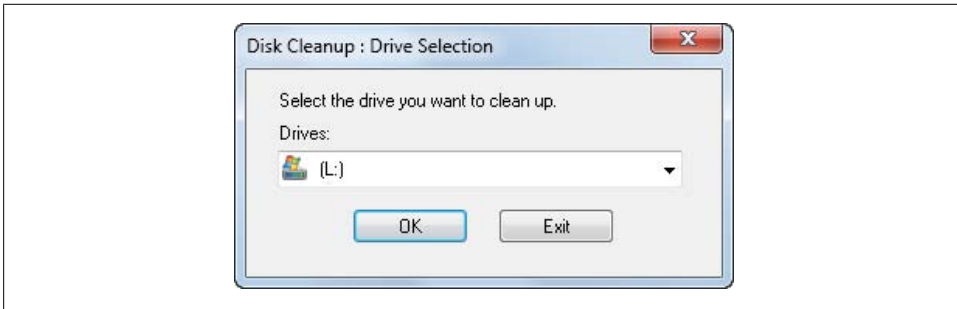 Disk Cleanup : Drive Selection
Select the drive you want to clean up.
Drives:
(L:)
OK Exit